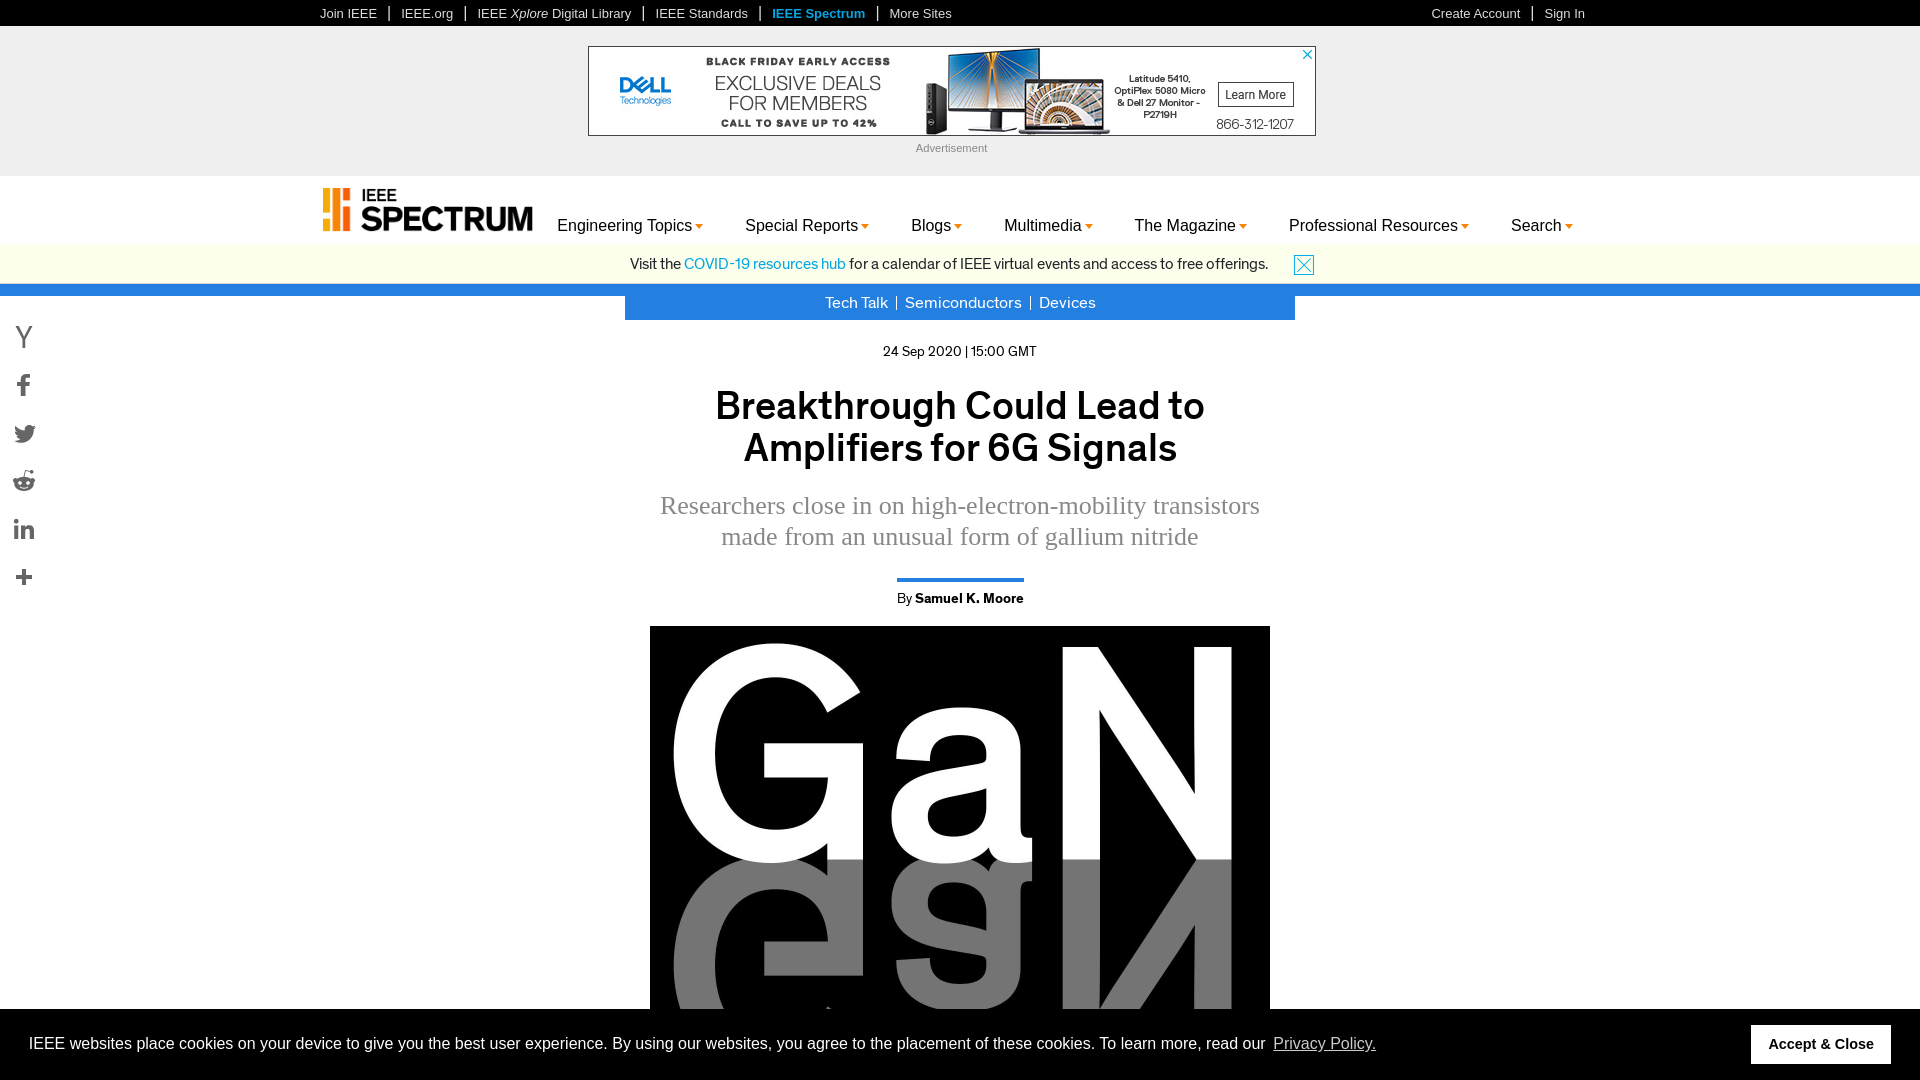 Join IEEE | IEEE.org | IEEE Xplore Digital Library | IEEE Standards | IEEE Spectrum | More Sites
Create Account | Sign In
DELL
Technologies
BLACK FRIDAY EARLY ACCESS
EXCLUSIVE DEALS
FOR MEMBERS
CALL TO SAVE UP TO 42%
Latitude 5410,
OptiPlex 5080 Micro
& Dell 27 Monitor -
P2719H
Learn More
866-312-1207
Advertisement
IEEE
SPECTRUM
Engineering Topics Special Reports Blogs Multimedia The Magazine Professional Resources Search
Visit the COVID-19 resources hub for a calendar of IEEE virtual events and access to free offerings.
Tech Talk | Semiconductors | Devices
24 Sep 2020 | 15:00 GMT
Breakthrough Could Lead to
Amplifiers for 6G Signals
Researchers close in on high-electron-mobility transistors
made from an unusual form of gallium nitride
By Samuel K. Moore
GaN
IEEE websites place cookies on your device to give you the best user experience. By using our websites, you agree to the placement of these cookies. To learn more, read our Privacy Policy.
Accept & Close